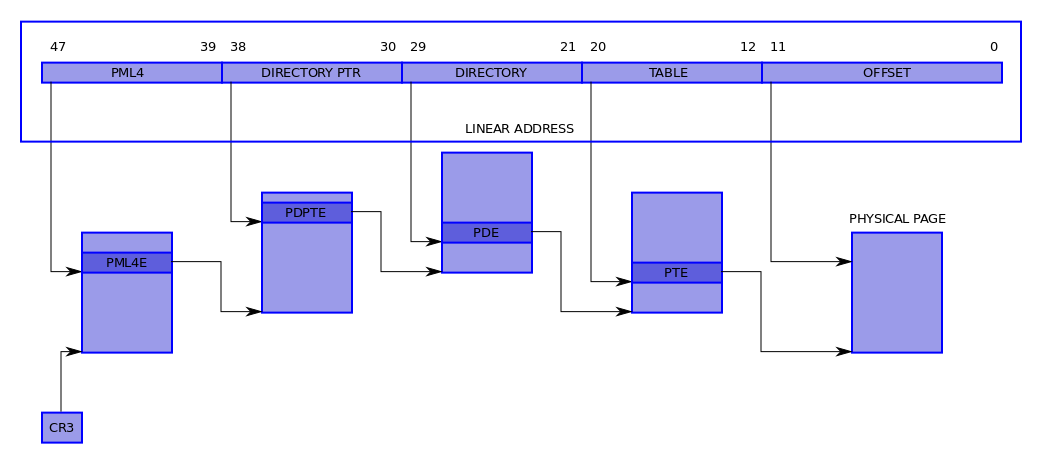 47 39 38 30 29 21 20 12 11 0
PML4 DIRECTORY PTR DIRECTORY TABLE OFFSET
LINEAR ADDRESS
PDPTE
PHYSICAL PAGE
PDE
PML4E
PTE
CR3